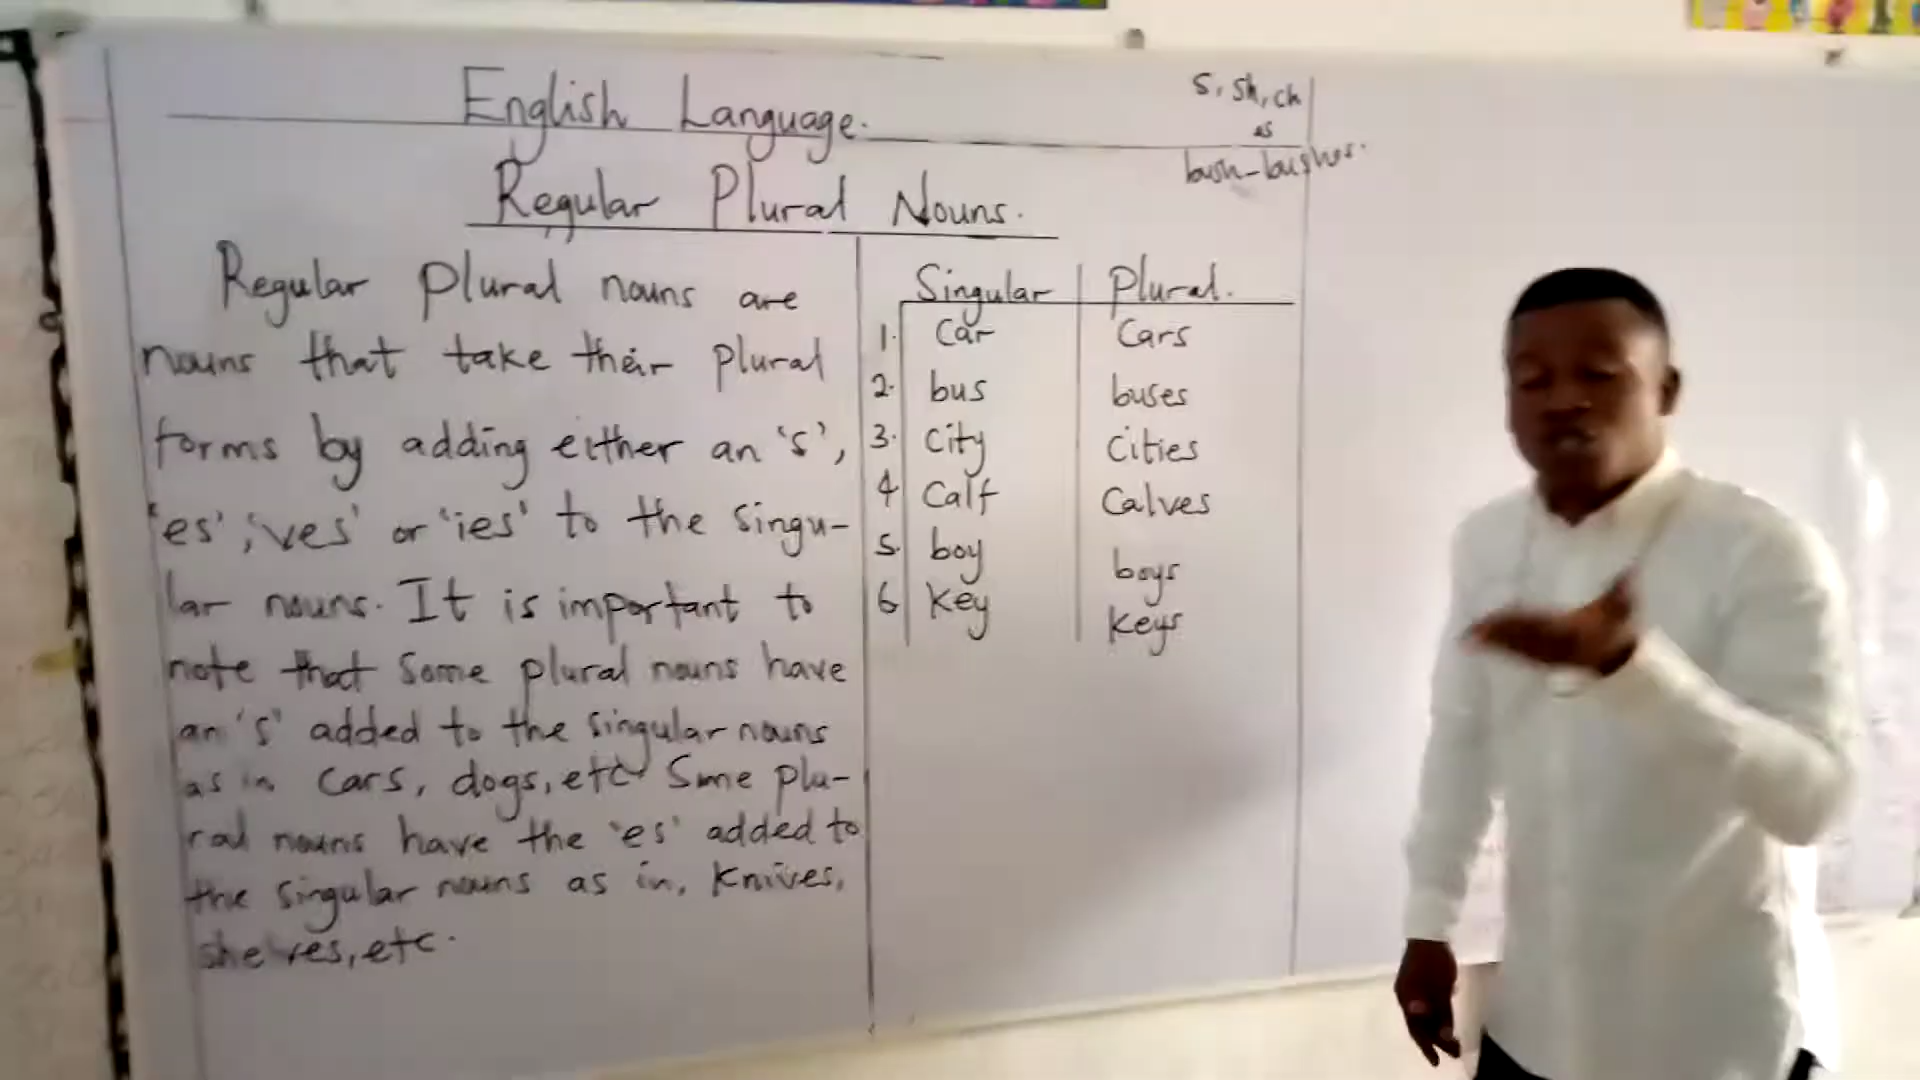 English Language.
s, sh, ch
as
bush-bushes.
Regular Plural Nouns.
Regular plural nouns are
nouns that take their plural
forms by adding either an 's',
'es', 'ves' or 'ies' to the singu-
lar nouns. It is important to
note that some plural nouns have
an 's' added to the singular nouns
as in cars, dogs, etc. Some plu-
ral nouns have the 'es' added to
the singular nouns as in, knives,
shelves, etc.
Singular Plural.
1. Car Cars
2. bus buses
3. City Cities
4 Calf Calves
5. boy boys
6 Key Keys